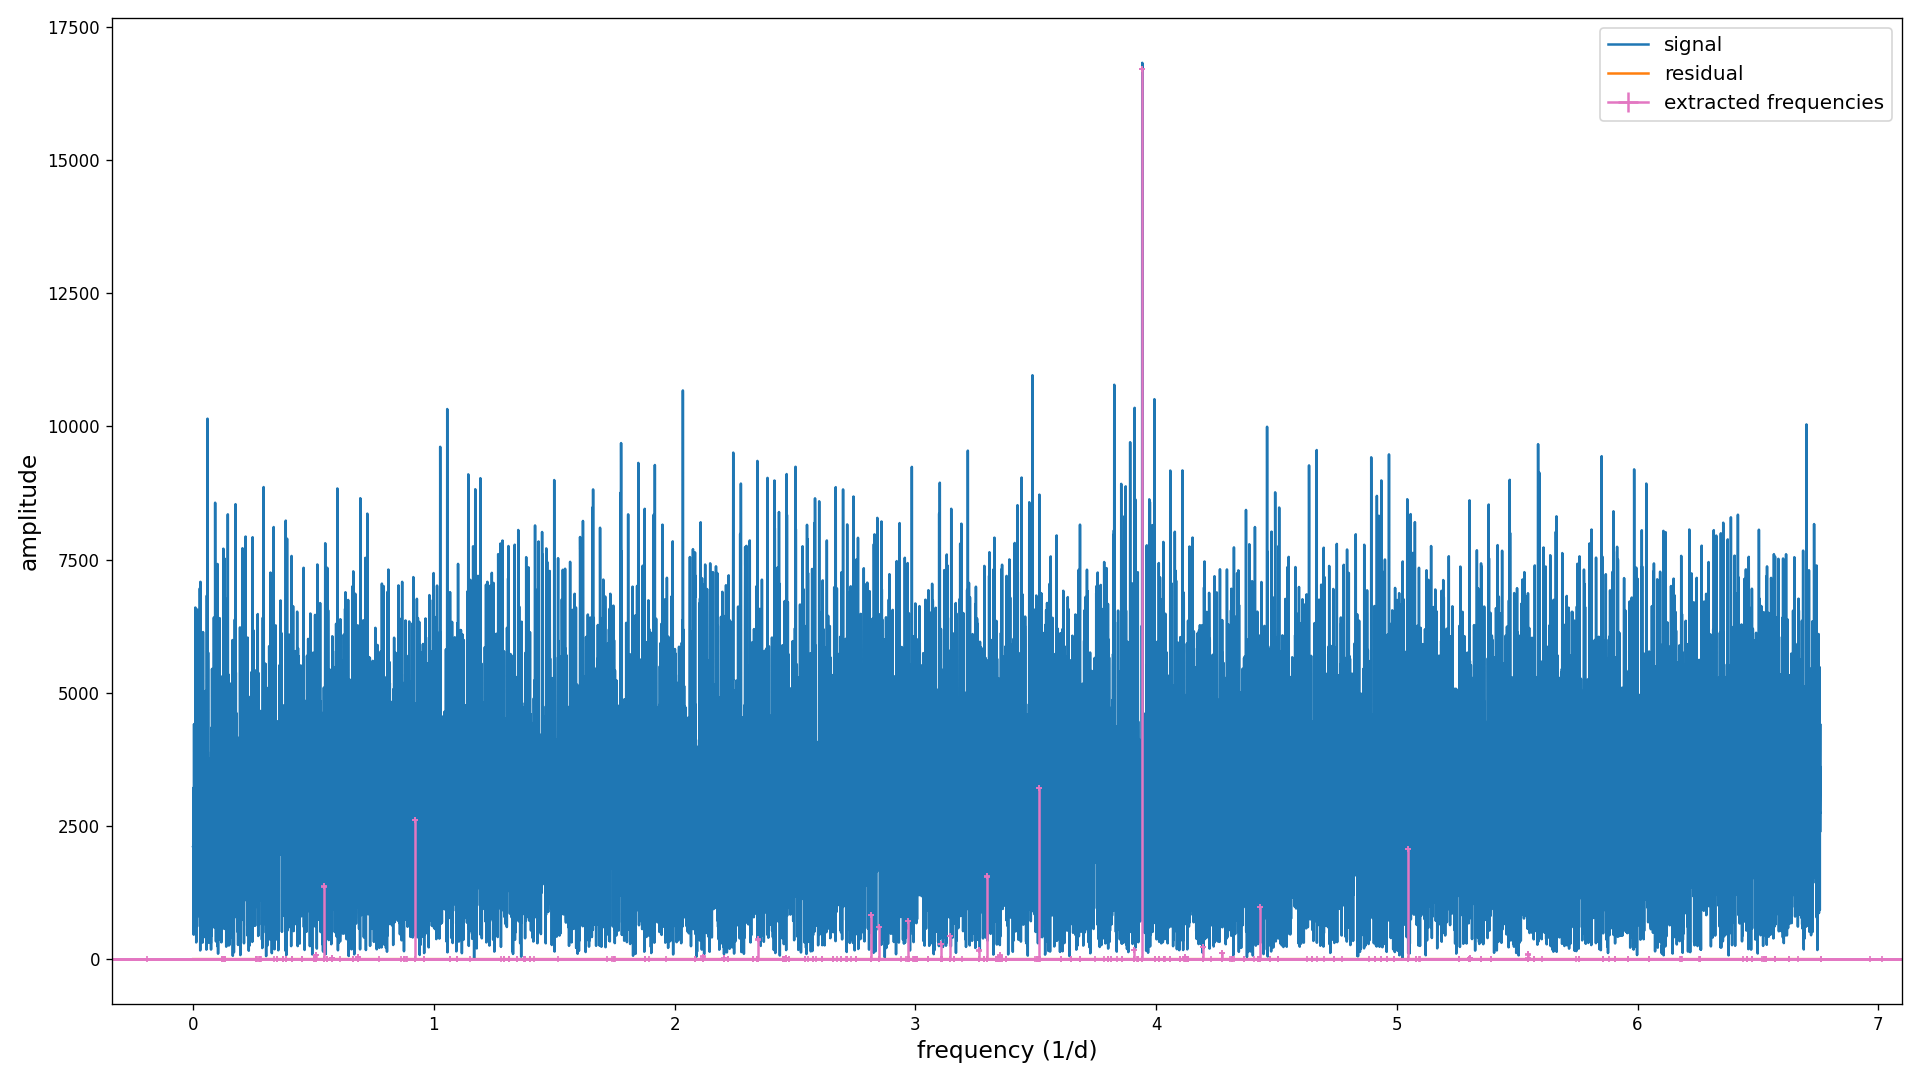 17500
15000
12500
10000
7500
5000
2500
0
amplitude
signal
residual
extracted frequencies
0 1 2 3 4 5 6 7
frequency (1/d)